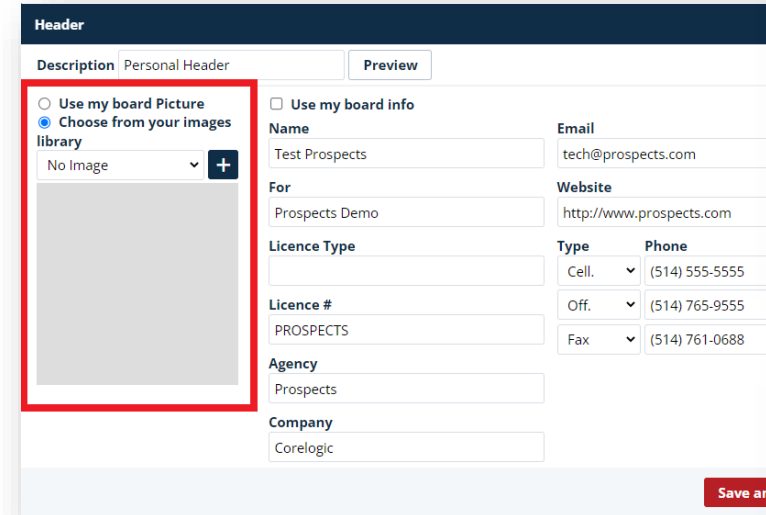 Header
Description Personal Header Preview
Use my board Picture
Choose from your images
library
No Image +
Use my board info
Name
Test Prospects
For
Prospects Demo
Licence Type
Licence #
PROSPECTS
Agency
Prospects
Company
Corelogic
Email
tech@prospects.com
Website
http://www.prospects.com
Type Phone
Cell. (514) 555-5555
Off. (514) 765-9555
Fax (514) 761-0688
Save